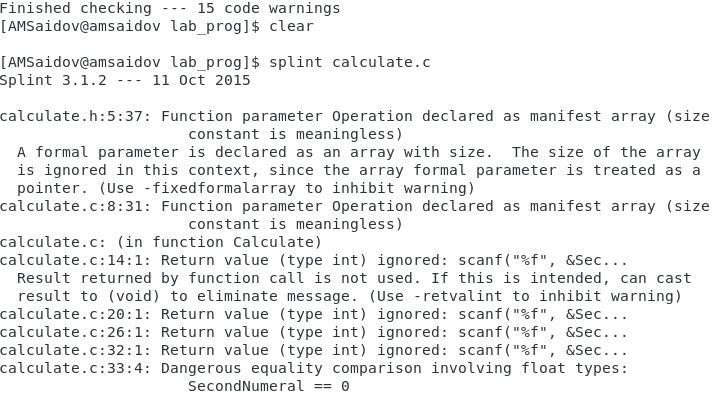 Finished checking --- 15 code warnings
[AMSaidov@amsaidov lab_prog]$ clear
[AMSaidov@amsaidov lab_prog]$ splint calculate.c
Splint 3.1.2 --- 11 Oct 2015
calculate.h:5:37: Function parameter Operation declared as manifest array (size
constant is meaningless)
A formal parameter is declared as an array with size.  The size of the array
is ignored in this context, since the array formal parameter is treated as a
pointer. (Use -fixedformalarray to inhibit warning)
calculate.c:8:31: Function parameter Operation declared as manifest array (size
constant is meaningless)
calculate.c: (in function Calculate)
calculate.c:14:1: Return value (type int) ignored: scanf("%f", &Sec...
Result returned by function call is not used. If this is intended, can cast
result to (void) to eliminate message. (Use -retvalint to inhibit warning)
calculate.c:20:1: Return value (type int) ignored: scanf("%f", &Sec...
calculate.c:26:1: Return value (type int) ignored: scanf("%f", &Sec...
calculate.c:32:1: Return value (type int) ignored: scanf("%f", &Sec...
calculate.c:33:4: Dangerous equality comparison involving float types:
SecondNumeral == 0